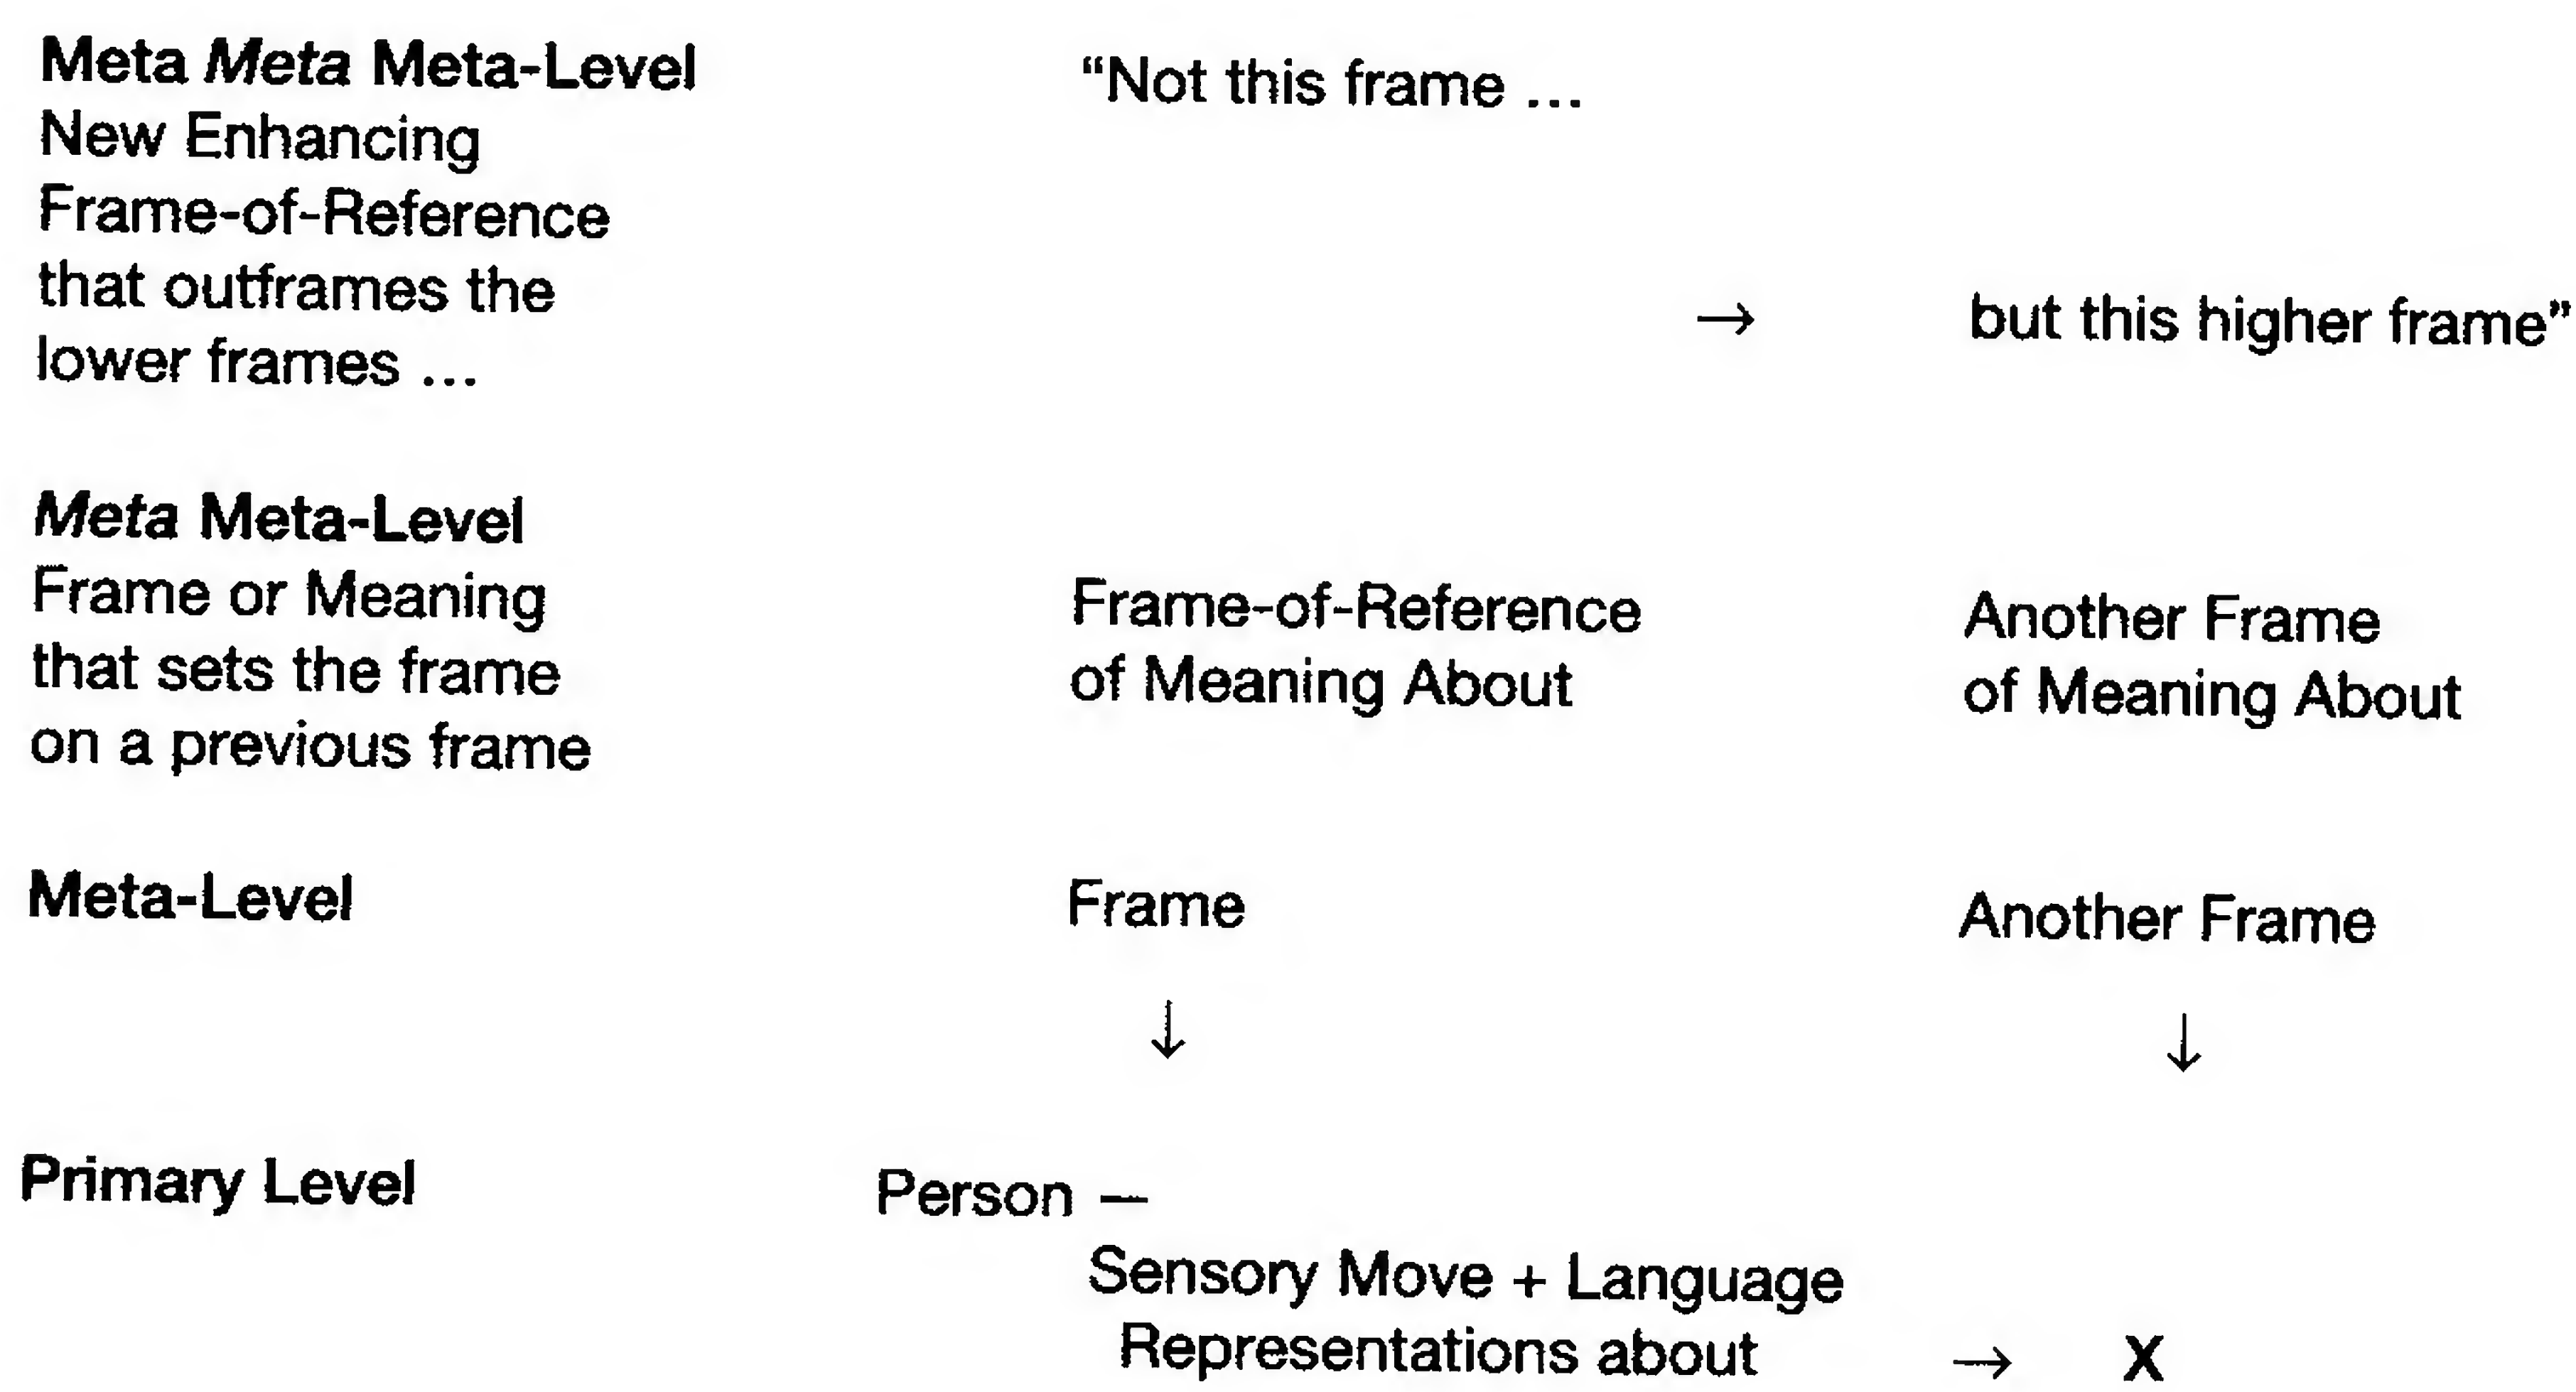 Meta Meta Meta-Level
New Enhancing
Frame-of-Reference
that outframes the
lower frames ...
"Not this frame ...
→ but this higher frame"
Meta Meta-Level
Frame or Meaning
that sets the frame
on a previous frame
Frame-of-Reference
of Meaning About
Another Frame
of Meaning About
Meta-Level
Frame
Another Frame
↓ ↓
Primary Level
Person —
Sensory Move + Language
Representations about → X